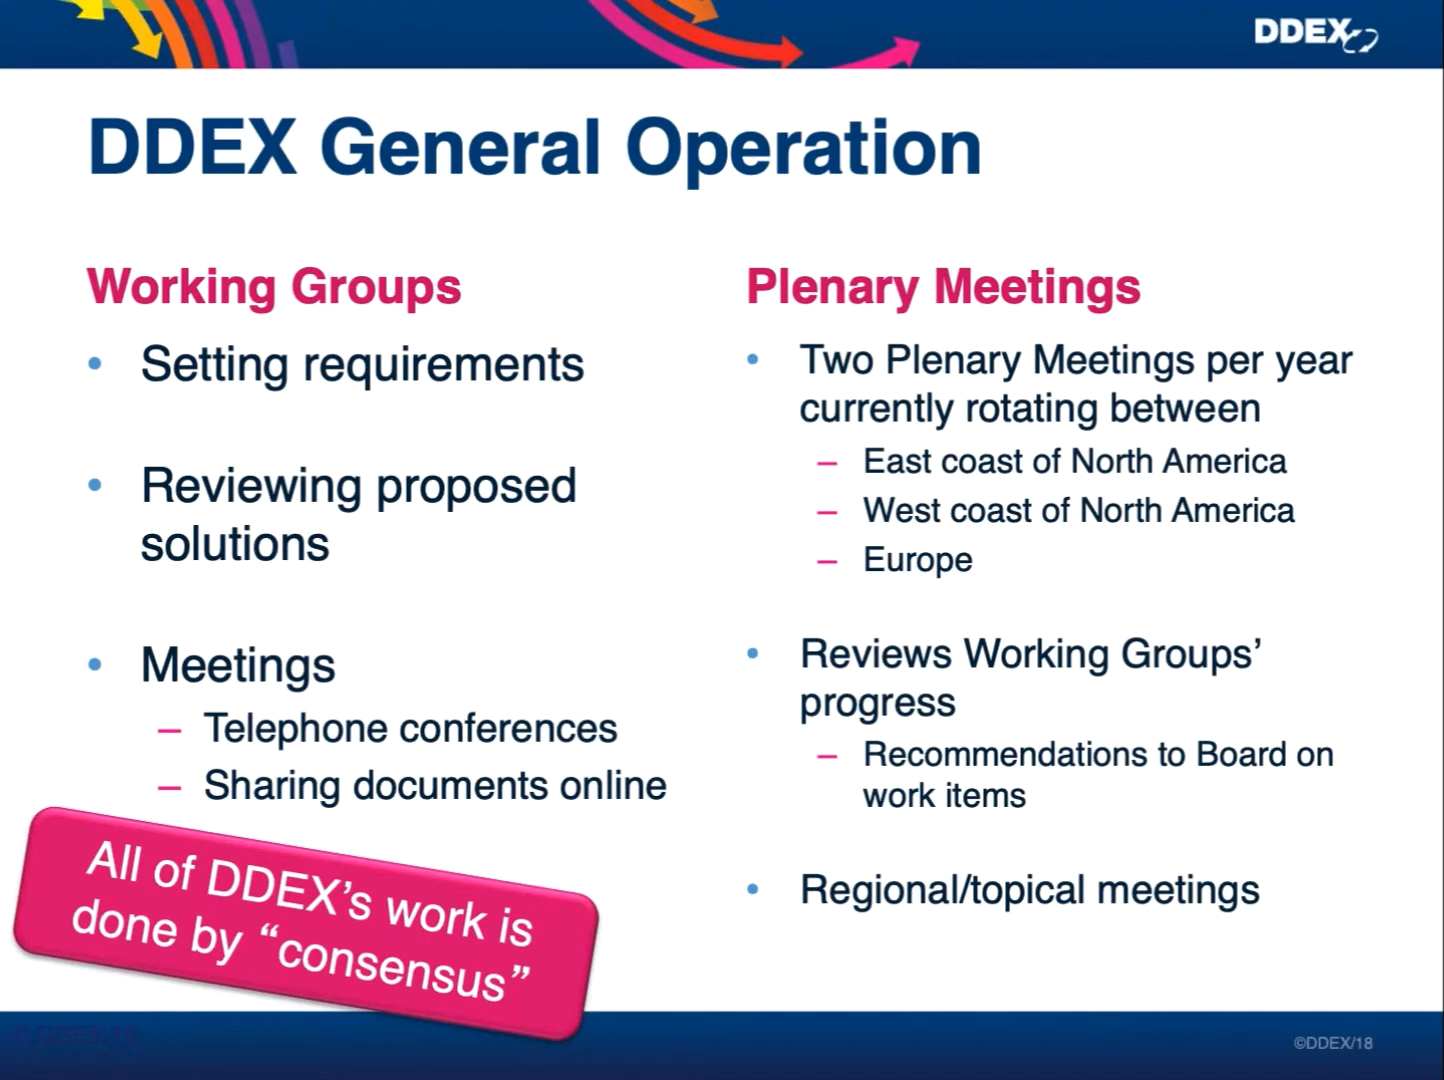 DDEX
DDEX General Operation
Working Groups
• Setting requirements
• Reviewing proposed
solutions
• Meetings
– Telephone conferences
– Sharing documents online
All of DDEX’s work is
done by “consensus”
Plenary Meetings
• Two Plenary Meetings per year
currently rotating between
– East coast of North America
– West coast of North America
– Europe
• Reviews Working Groups’
progress
– Recommendations to Board on
work items
• Regional/topical meetings
©DDEX/18